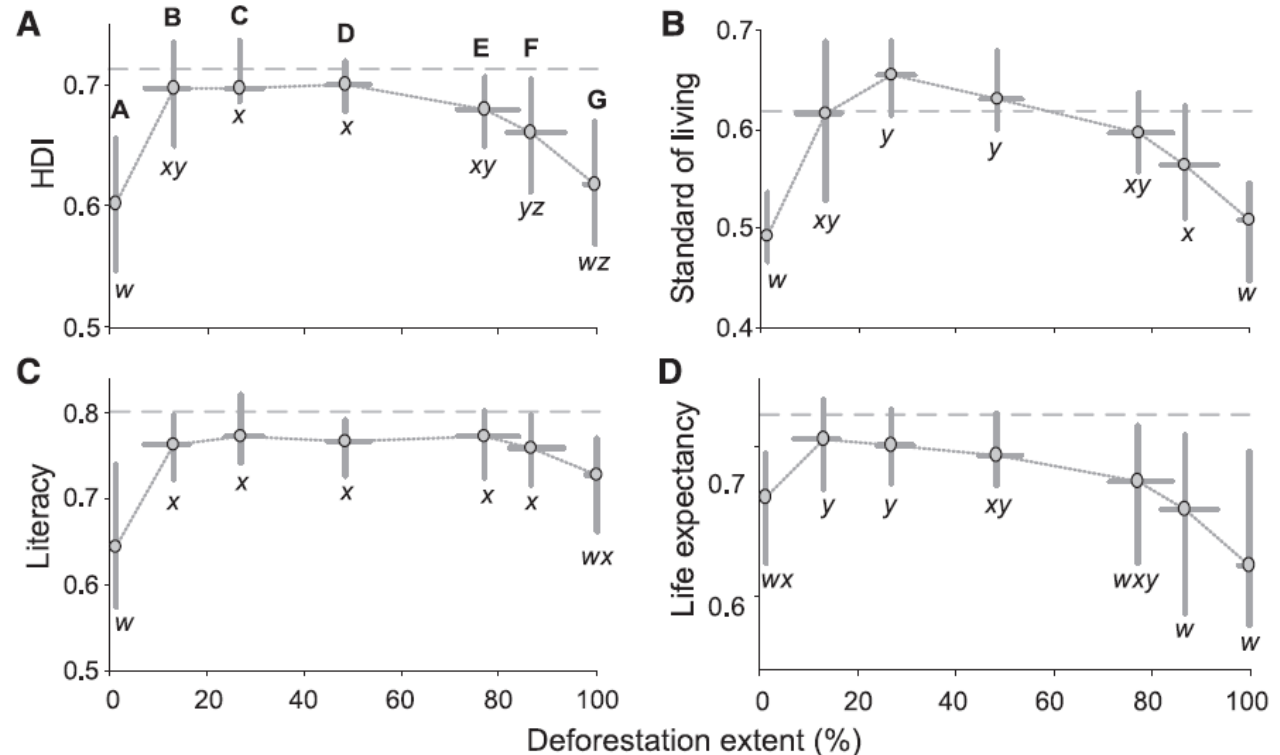 A
HDI
0.7
0.6
0.5
A
B
C
D
E
F
G
w
xy
x
x
xy
yz
wz
B
Standard of living
0.7
0.6
0.5
0.4
w
xy
y
y
xy
x
w
C
Literacy
0.8
0.7
0.6
0.5
w
x
x
x
x
x
wx
0 20 40 60 80 100
D
Life expectancy
0.7
0.6
wx
y
y
xy
wxy
w
w
0 20 40 60 80 100
Deforestation extent (%)